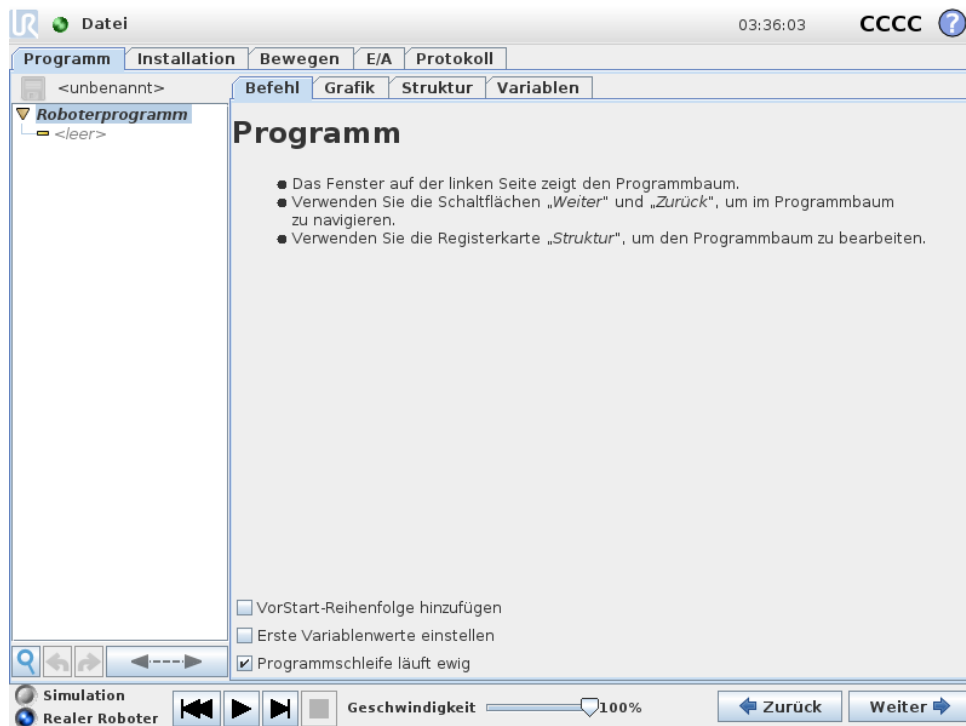 UR Datei 03:36:03 CCCC ?
Programm Installation Bewegen E/A Protokoll
<unbenannt> Befehl Grafik Struktur Variablen
Roboterprogramm
<leer>
Programm
Das Fenster auf der linken Seite zeigt den Programmbaum.
Verwenden Sie die Schaltflächen „Weiter" und „Zurück", um im Programmbaum
zu navigieren.
Verwenden Sie die Registerkarte „Struktur", um den Programmbaum zu bearbeiten.
VorStart-Reihenfolge hinzufügen
Erste Variablenwerte einstellen
Programmschleife läuft ewig
Simulation
Realer Roboter
Geschwindigkeit 100% Zurück Weiter